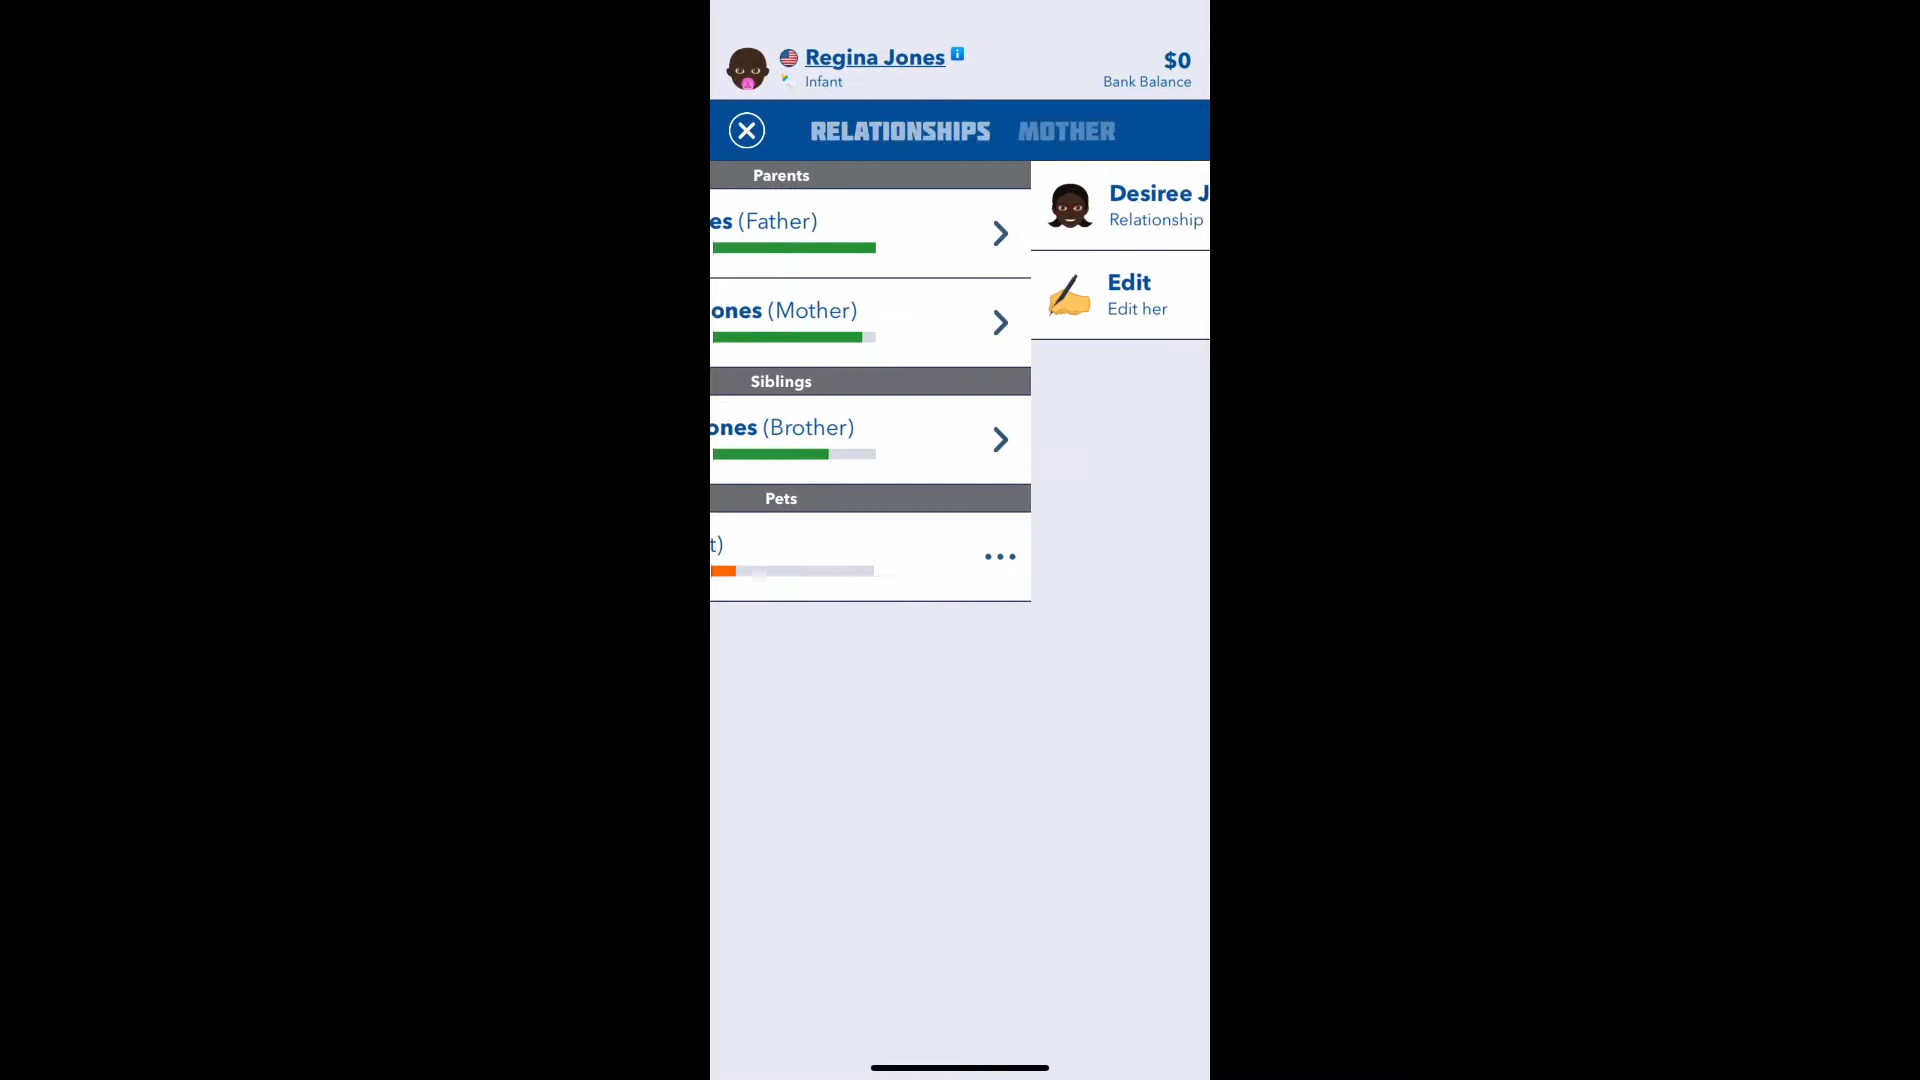 Regina Jones
Infant
$0
Bank Balance
RELATIONSHIPS MOTHER
Parents
es (Father)
ones (Mother)
Siblings
ones (Brother)
Pets
t)
Desiree J
Relationship
Edit
Edit her